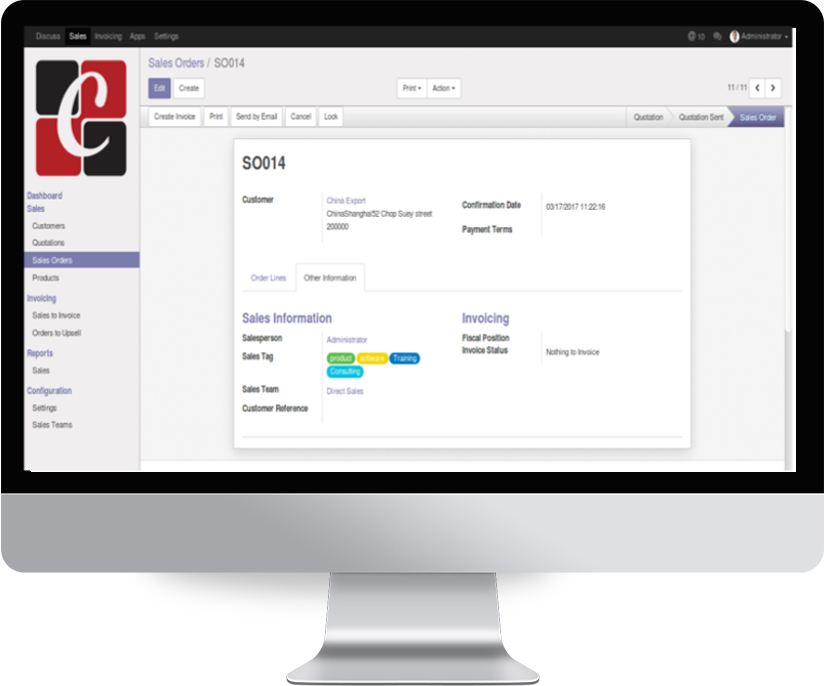 Discuss Sales Invoicing Apps Settings
10 Administrator
C
Sales Orders / SO014
Edit Create
Print Action
11 / 11
Create Invoice Print Send by Email Cancel Lock
Quotation Quotation Sent Sales Order
Dashboard
Sales
Customers
Quotations
Sales Orders
Products
Invoicing
Sales to Invoice
Orders to Upsell
Reports
Sales
Configuration
Settings
Sales Teams
SO014
Customer
China Export
ChinaShanghai52 Chop Suey street
200000
Confirmation Date 03/17/2017 11:22:16
Payment Terms
Order Lines Other Information
Sales Information
Salesperson Administrator
Sales Tag product software Training
Consulting
Sales Team Direct Sales
Customer Reference
Invoicing
Fiscal Position
Invoice Status Nothing to Invoice